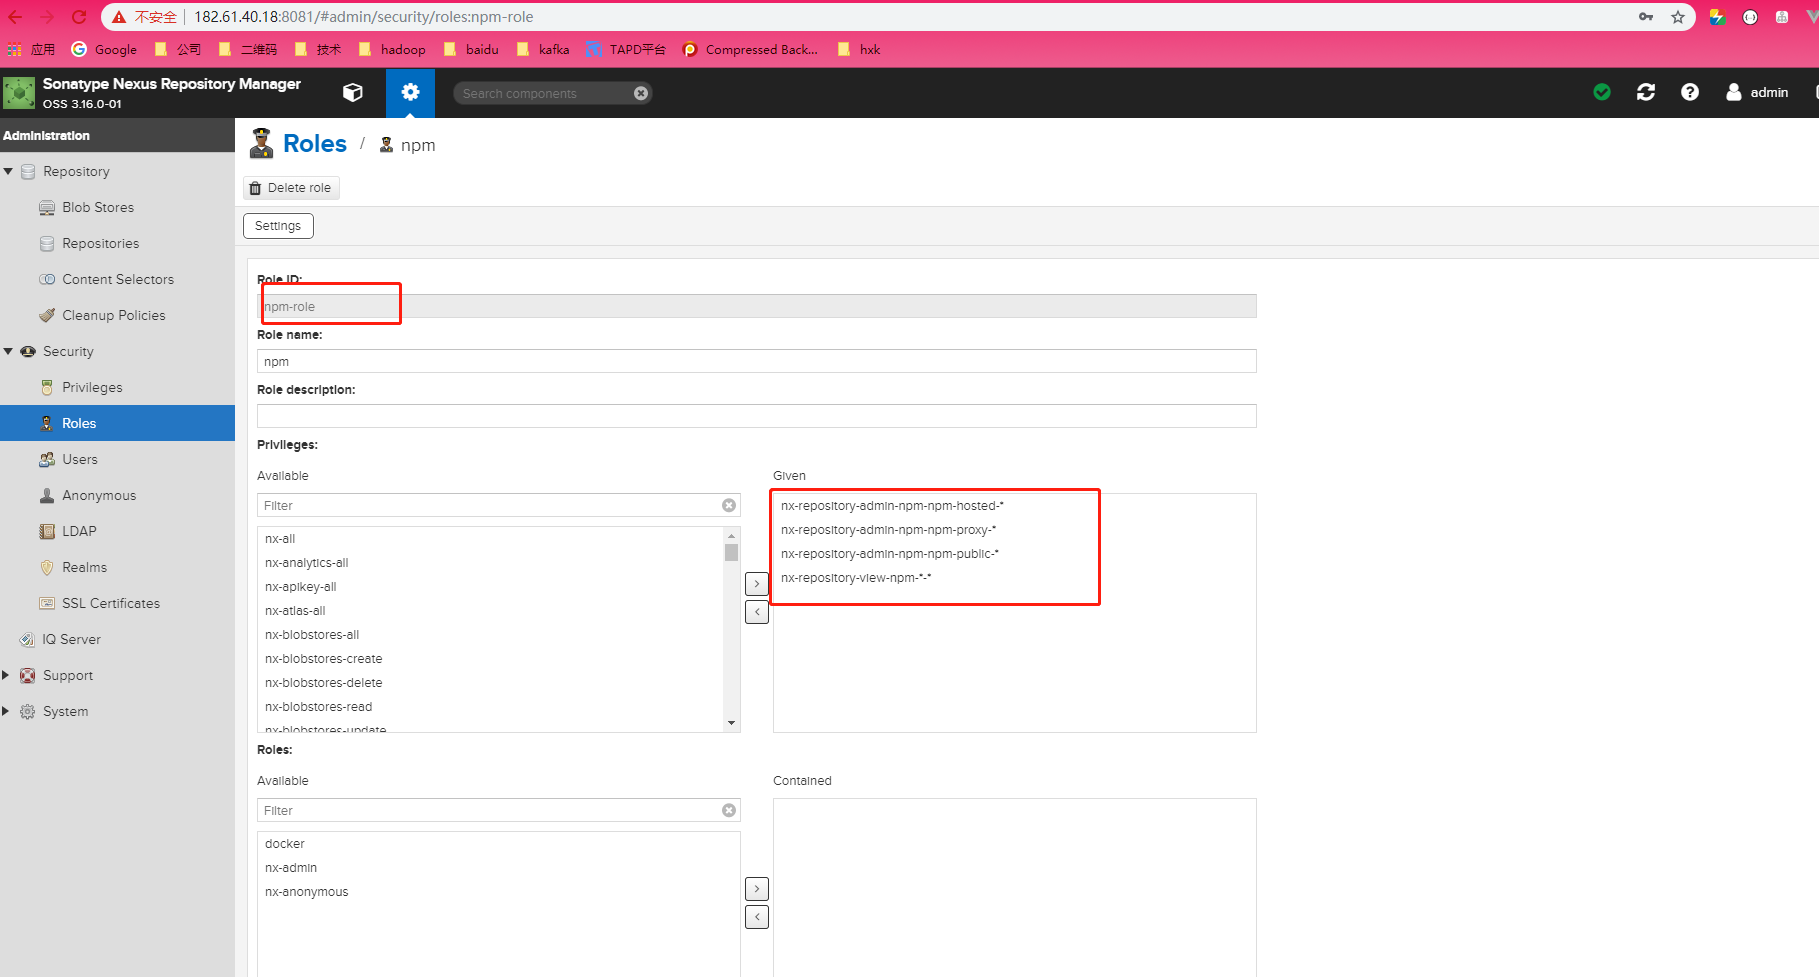 不安全 182.61.40.18:8081/#admin/security/roles:npm-role
应用 Google 公司 二维码 技术 hadoop baidu kafka TAPD平台 Compressed Back... hxk
Sonatype Nexus Repository Manager
OSS 3.16.0-01
Search components
admin
Administration
Repository
Blob Stores
Repositories
Content Selectors
Cleanup Policies
Security
Privileges
Roles
Users
Anonymous
LDAP
Realms
SSL Certificates
IQ Server
Support
System
Roles / npm
Delete role
Settings
Role ID:
npm-role
Role name:
npm
Role description:
Privileges:
Available
Filter
nx-all
nx-analytics-all
nx-apikey-all
nx-atlas-all
nx-blobstores-all
nx-blobstores-create
nx-blobstores-delete
nx-blobstores-read
nx-blobstores-update
Given
nx-repository-admin-npm-npm-hosted-*
nx-repository-admin-npm-npm-proxy-*
nx-repository-admin-npm-npm-public-*
nx-repository-view-npm-*-*
Roles:
Available
Filter
docker
nx-admin
nx-anonymous
Contained